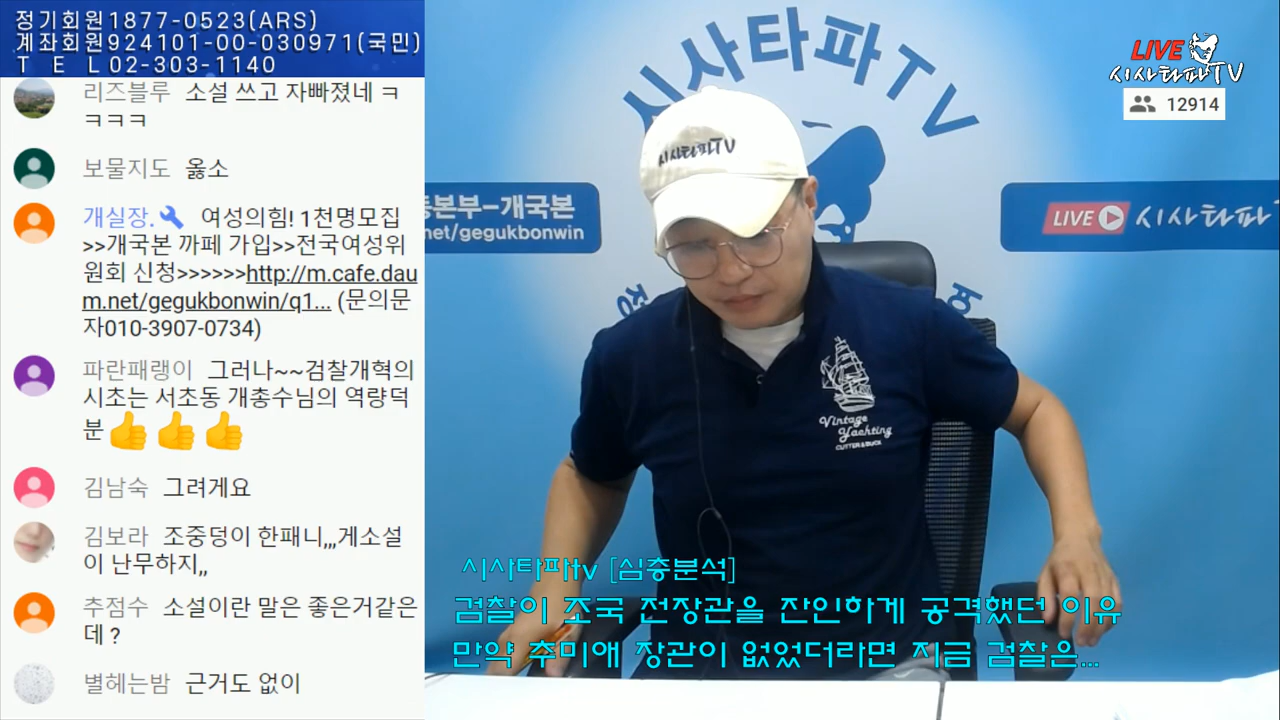 정기회원1877-0523(ARS)
계좌회원924101-00-030971(국민)
T E L 02-303-1140
리즈블루 소설 쓰고 자빠졌네 ㅋ
ㅋㅋㅋ
보물지도 옳소
개실장. 여성의힘! 1천명모집
>>개국본 까페 가입>>전국여성위
원회 신청>>>>>>http://m.cafe.dau
m.net/gegukbonwin/q1... (문의문
자010-3907-0734)
파란패랭이 그러나~~검찰개혁의
시초는 서초동 개총수님의 역량덕
분
김남숙 그려게요
김보라 조중덩이 한패니,,,게소설
이 난무하지,,
추점수 소설이란 말은 좋은거같은
데 ?
별헤는밤 근거도 없이
시사타파TV
LIVE
시사타파TV
12914
시사타파TV
동본부-개국본
net/gegukbonwin
LIVE 시사타파T
Vintage
Yachting
CUTTER & BUCK
시사타파tv [심층분석]
검찰이 조국 전장관을 잔인하게 공격했던 이유
만약 추미애 장관이 없었더라면 지금 검찰은...